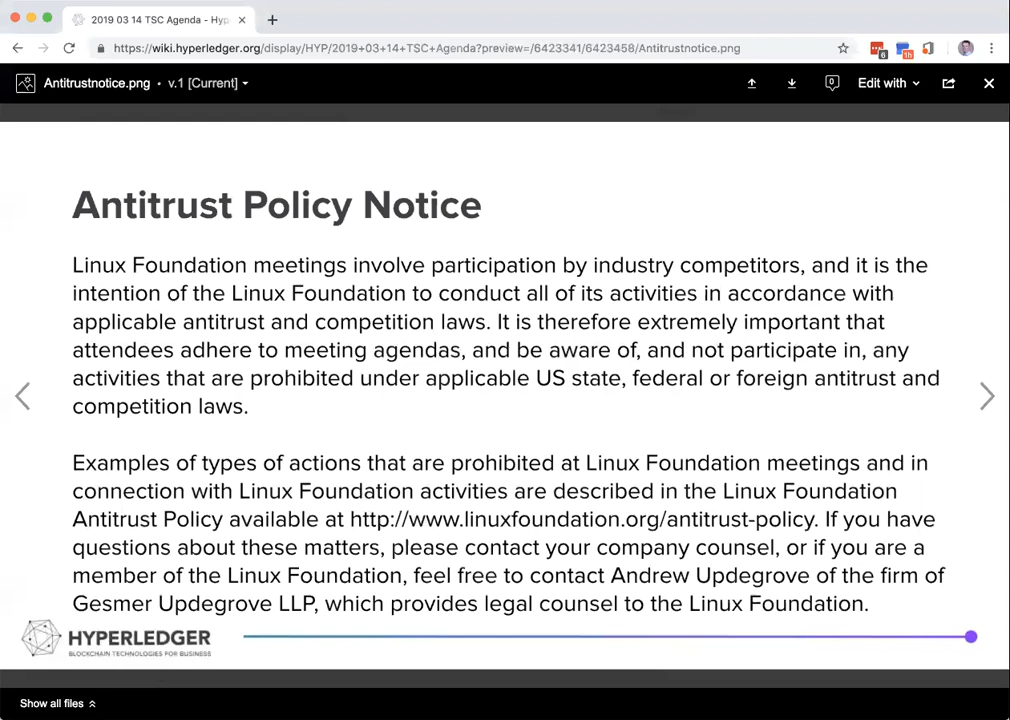 2019 03 14 TSC Agenda - Hyp
https://wiki.hyperledger.org/display/HYP/2019+03+14+TSC+Agenda?preview=/6423341/6423458/Antitrustnotice.png
6
1h
Antitrustnotice.png • v.1 [Current]
0
Edit with
Antitrust Policy Notice
Linux Foundation meetings involve participation by industry competitors, and it is the
intention of the Linux Foundation to conduct all of its activities in accordance with
applicable antitrust and competition laws. It is therefore extremely important that
attendees adhere to meeting agendas, and be aware of, and not participate in, any
activities that are prohibited under applicable US state, federal or foreign antitrust and
competition laws.
Examples of types of actions that are prohibited at Linux Foundation meetings and in
connection with Linux Foundation activities are described in the Linux Foundation
Antitrust Policy available at http://www.linuxfoundation.org/antitrust-policy. If you have
questions about these matters, please contact your company counsel, or if you are a
member of the Linux Foundation, feel free to contact Andrew Updegrove of the firm of
Gesmer Updegrove LLP, which provides legal counsel to the Linux Foundation.
HYPERLEDGER
BLOCKCHAIN TECHNOLOGIES FOR BUSINESS
Show all files